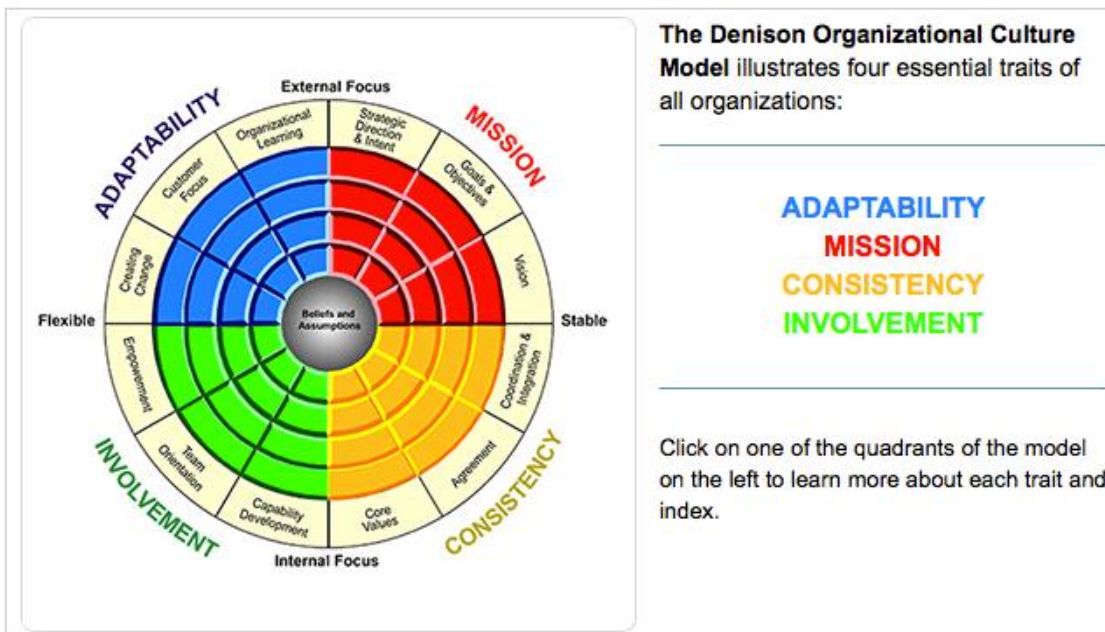 External Focus
ADAPTABILITY
MISSION
Organizational
Learning
Strategic
Direction
& Intent
Customer
Focus
Goals &
Objectives
Creating
Change
Vision
Flexible
Beliefs and
Assumptions
Stable
Empowerment
Coordination &
Integration
Team
Orientation
Agreement
Capability
Development
Core
Values
INVOLVEMENT
CONSISTENCY
Internal Focus
The Denison Organizational Culture
Model illustrates four essential traits of
all organizations:
ADAPTABILITY
MISSION
CONSISTENCY
INVOLVEMENT
Click on one of the quadrants of the model
on the left to learn more about each trait and
index.